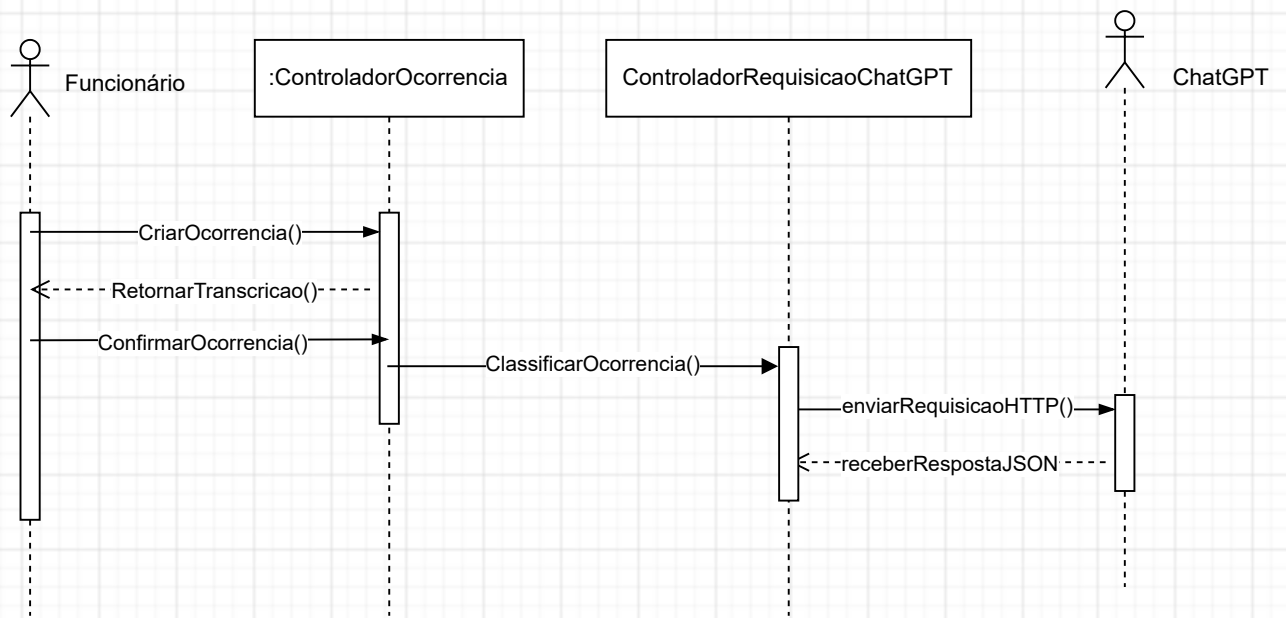 Funcionário
:ControladorOcorrencia
ControladorRequisicaoChatGPT
ChatGPT
CriarOcorrencia()
RetornarTranscricao()
ConfirmarOcorrencia()
ClassificarOcorrencia()
enviarRequisicaoHTTP()
receberRespostaJSON